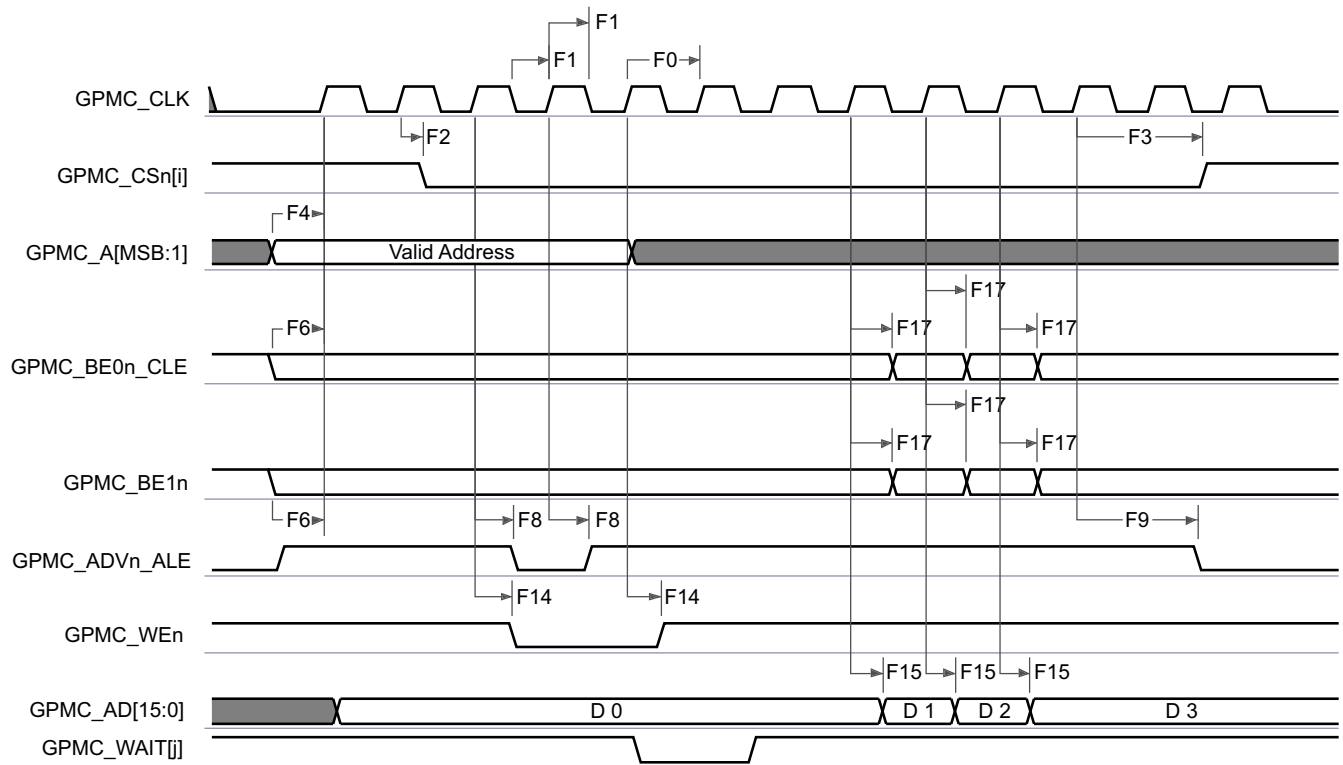 F1
F1
F0
GPMC_CLK
F2
F3
GPMC_CSn[i]
F4
GPMC_A[MSB:1]
Valid Address
F17
F6
F17
F17
GPMC_BE0n_CLE
F17
F17
F17
GPMC_BE1n
F6
F8
F8
F9
GPMC_ADVn_ALE
F14
F14
GPMC_WEn
F15
F15
F15
GPMC_AD[15:0]
D 0
D 1
D 2
D 3
GPMC_WAIT[j]